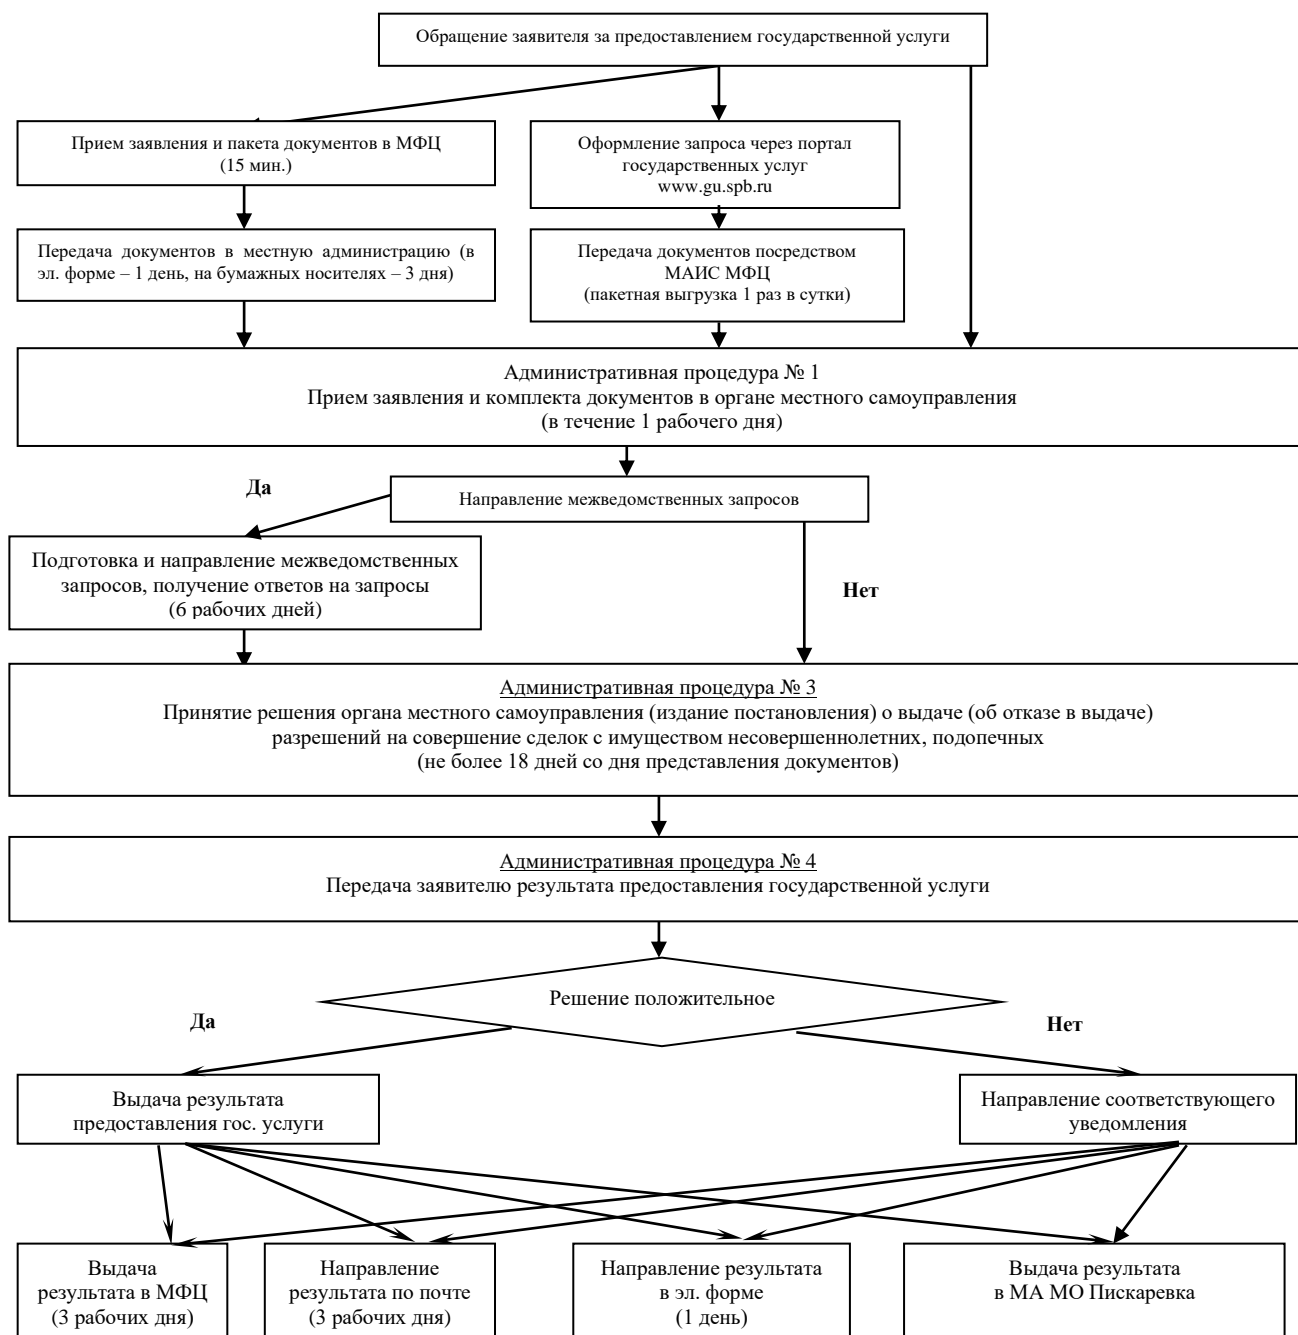 Обращение заявителя за предоставлением государственной услуги
Прием заявления и пакета документов в МФЦ
(15 мин.)
Оформление запроса через портал
государственных услуг
www.gu.spb.ru
Передача документов в местную администрацию (в
эл. форме – 1 день, на бумажных носителях – 3 дня)
Передача документов посредством
МАИС МФЦ
(пакетная выгрузка 1 раз в сутки)
Административная процедура № 1
Прием заявления и комплекта документов в органе местного самоуправления
(в течение 1 рабочего дня)
Да
Направление межведомственных запросов
Подготовка и направление межведомственных
запросов, получение ответов на запросы
(6 рабочих дней)
Нет
Административная процедура № 3
Принятие решения органа местного самоуправления (издание постановления) о выдаче (об отказе в выдаче)
разрешений на совершение сделок с имуществом несовершеннолетних, подопечных
(не более 18 дней со дня представления документов)
Административная процедура № 4
Передача заявителю результата предоставления государственной услуги
Решение положительное
Да
Нет
Выдача результата
предоставления гос. услуги
Направление соответствующего
уведомления
Выдача
результата в МФЦ
(3 рабочих дня)
Направление
результата по почте
(3 рабочих дня)
Направление результата
в эл. форме
(1 день)
Выдача результата
в МА МО Пискаревка